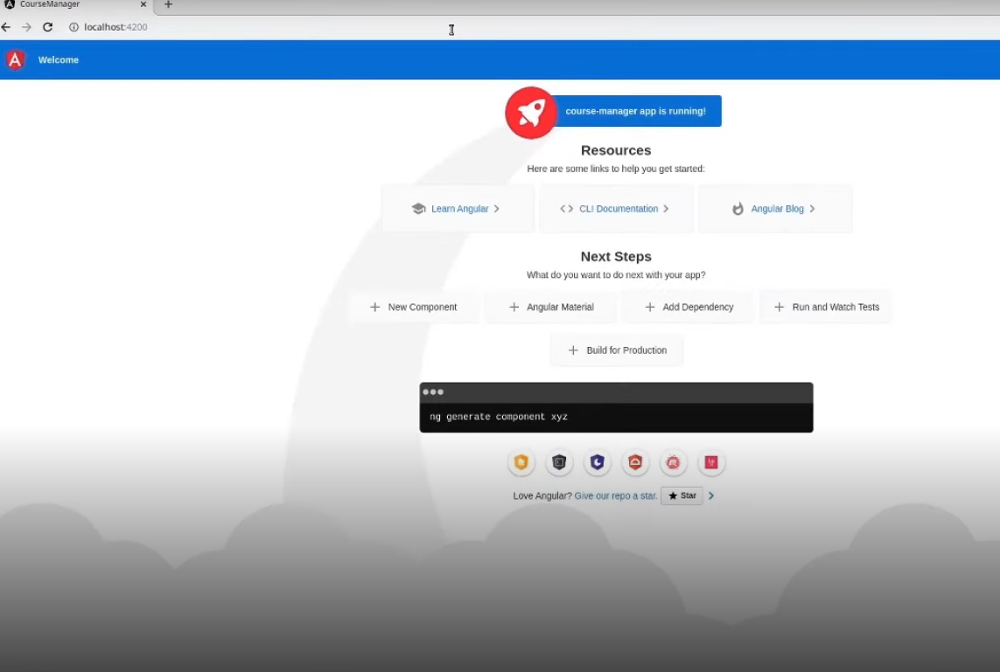 CourseManager
localhost:4200
Welcome
course-manager app is running!
Resources
Here are some links to help you get started:
Learn Angular
CLI Documentation
Angular Blog
Next Steps
What do you want to do next with your app?
New Component
Angular Material
Add Dependency
Run and Watch Tests
Build for Production
ng generate component xyz
Love Angular? Give our repo a star. Star